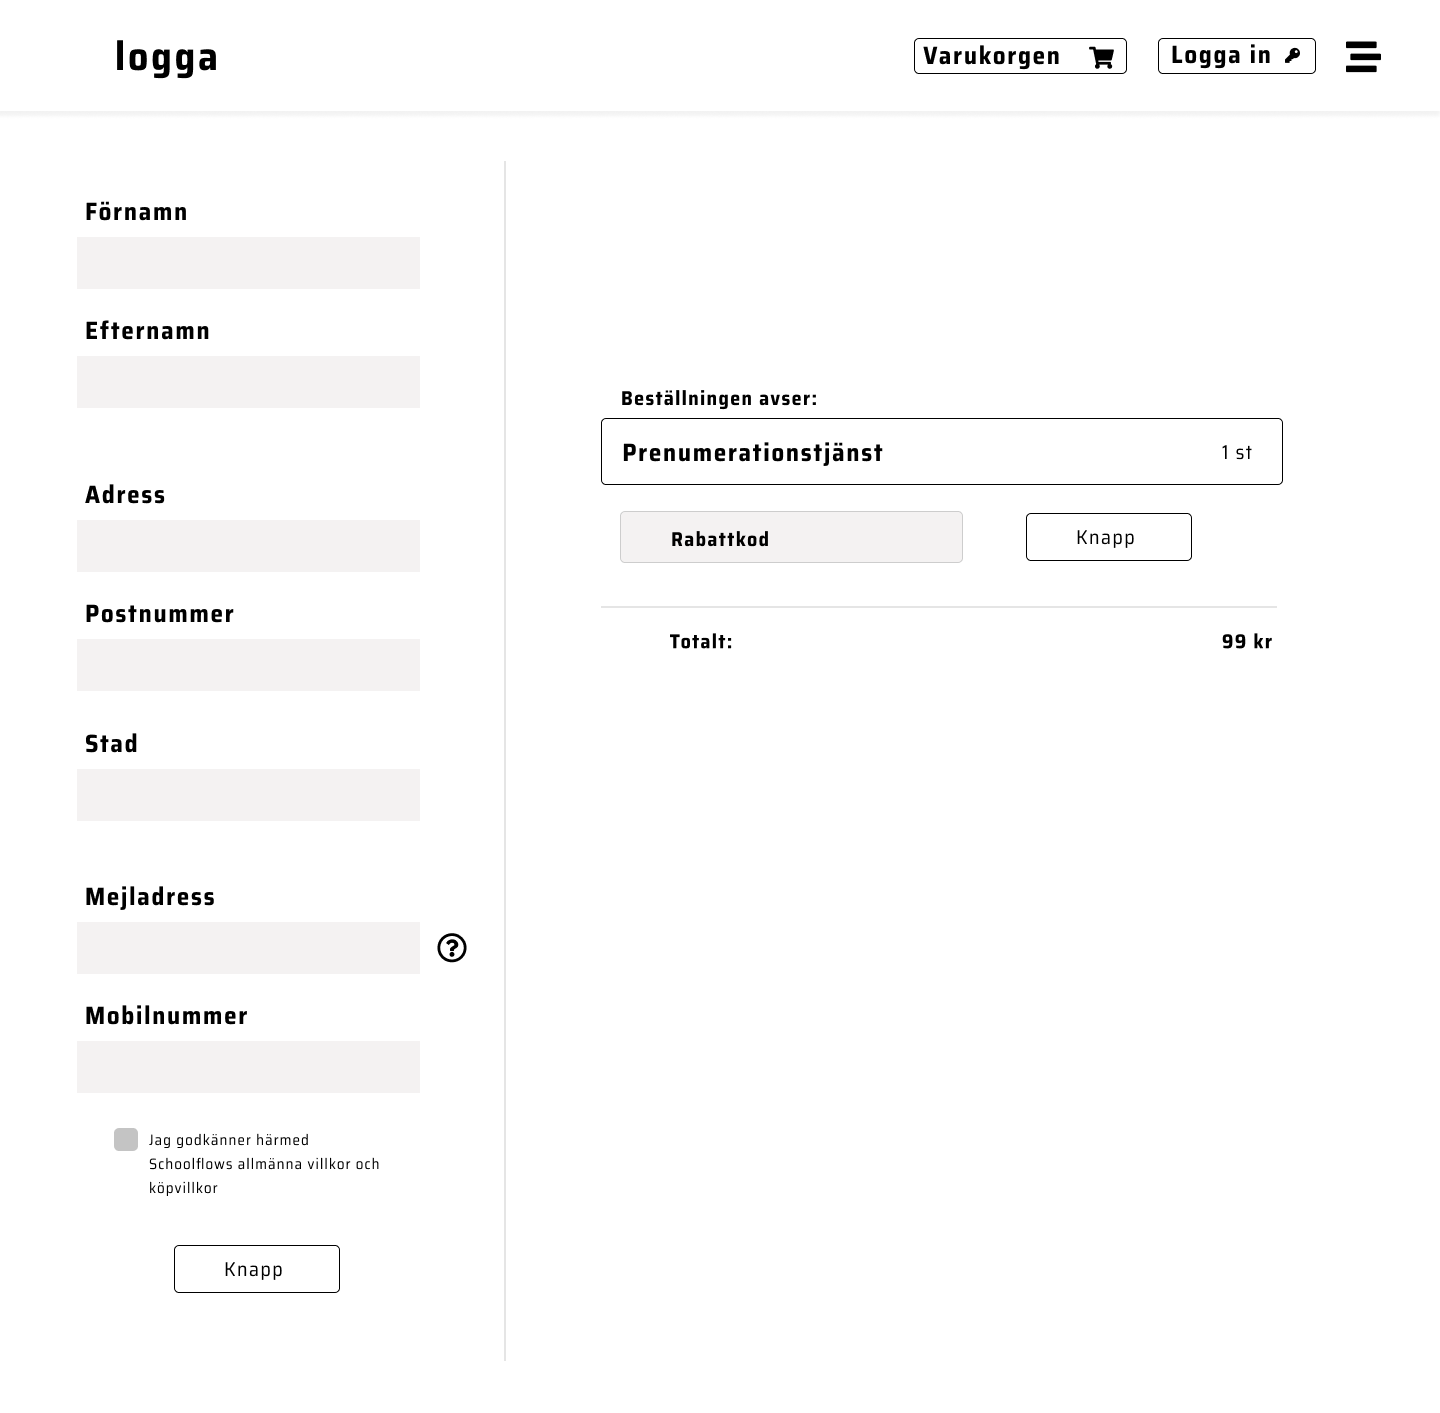 logga
Varukorgen
Logga in
Förnamn
Efternamn
Adress
Postnummer
Stad
Mejladress
Mobilnummer
Jag godkänner härmed
Schoolflows allmänna villkor och
köpvillkor
Knapp
Beställningen avser:
Prenumerationstjänst 1 st
Rabattkod Knapp
Totalt: 99 kr